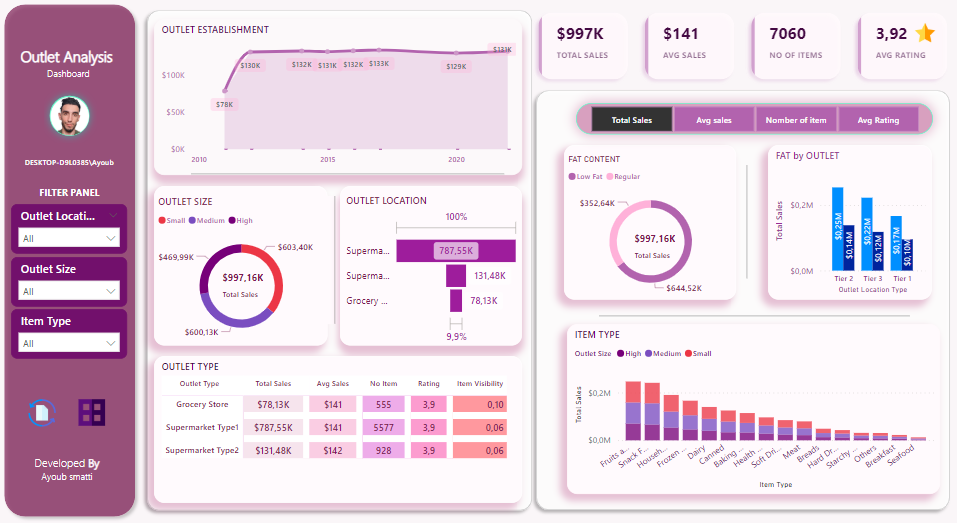 Outlet Analysis
Dashboard
DESKTOP-D9L0385\Ayoub
FILTER PANEL
Outlet Locati...
All
Outlet Size
All
Item Type
All
Developed By
Ayoub smatti
OUTLET ESTABLISHMENT
$100K
$50K
$0K
$78K
$130K
$132K
$131K
$132K
$133K
$129K
$131K
2010
2015
2020
$997K
TOTAL SALES
$141
AVG SALES
7060
NO OF ITEMS
3,92
AVG RATING
Total Sales
Avg sales
Nomber of item
Avg Rating
OUTLET SIZE
Small
Medium
High
$603,40K
$469,99K
$600,13K
$997,16K
Total Sales
OUTLET LOCATION
100%
Superma...
787,55K
Superma...
131,48K
Grocery ...
78,13K
9,9%
FAT CONTENT
Low Fat
Regular
$352,64K
$997,16K
Total Sales
$644,52K
FAT by OUTLET
Total Sales
$0,2M
$0,0M
$0,25M
$0,14M
$0,22M
$0,12M
$0,17M
$0,10M
Tier 2
Tier 3
Tier 1
Outlet Location Type
OUTLET TYPE
Outlet Type Total Sales Avg Sales No Item Rating Item Visibility
Grocery Store $78,13K $141 555 3,9 0,10
Supermarket Type1 $787,55K $141 5577 3,9 0,06
Supermarket Type2 $131,48K $142 928 3,9 0,06
ITEM TYPE
Outlet Size High Medium Small
Total Sales
$0,2M
$0,0M
Fruits a...
Snack F...
Househ...
Frozen ...
Dairy
Canned
Baking ...
Health ...
Soft Dri...
Meat
Breads
Hard Dr...
Starchy ...
Others
Breakfast
Seafood
Item Type